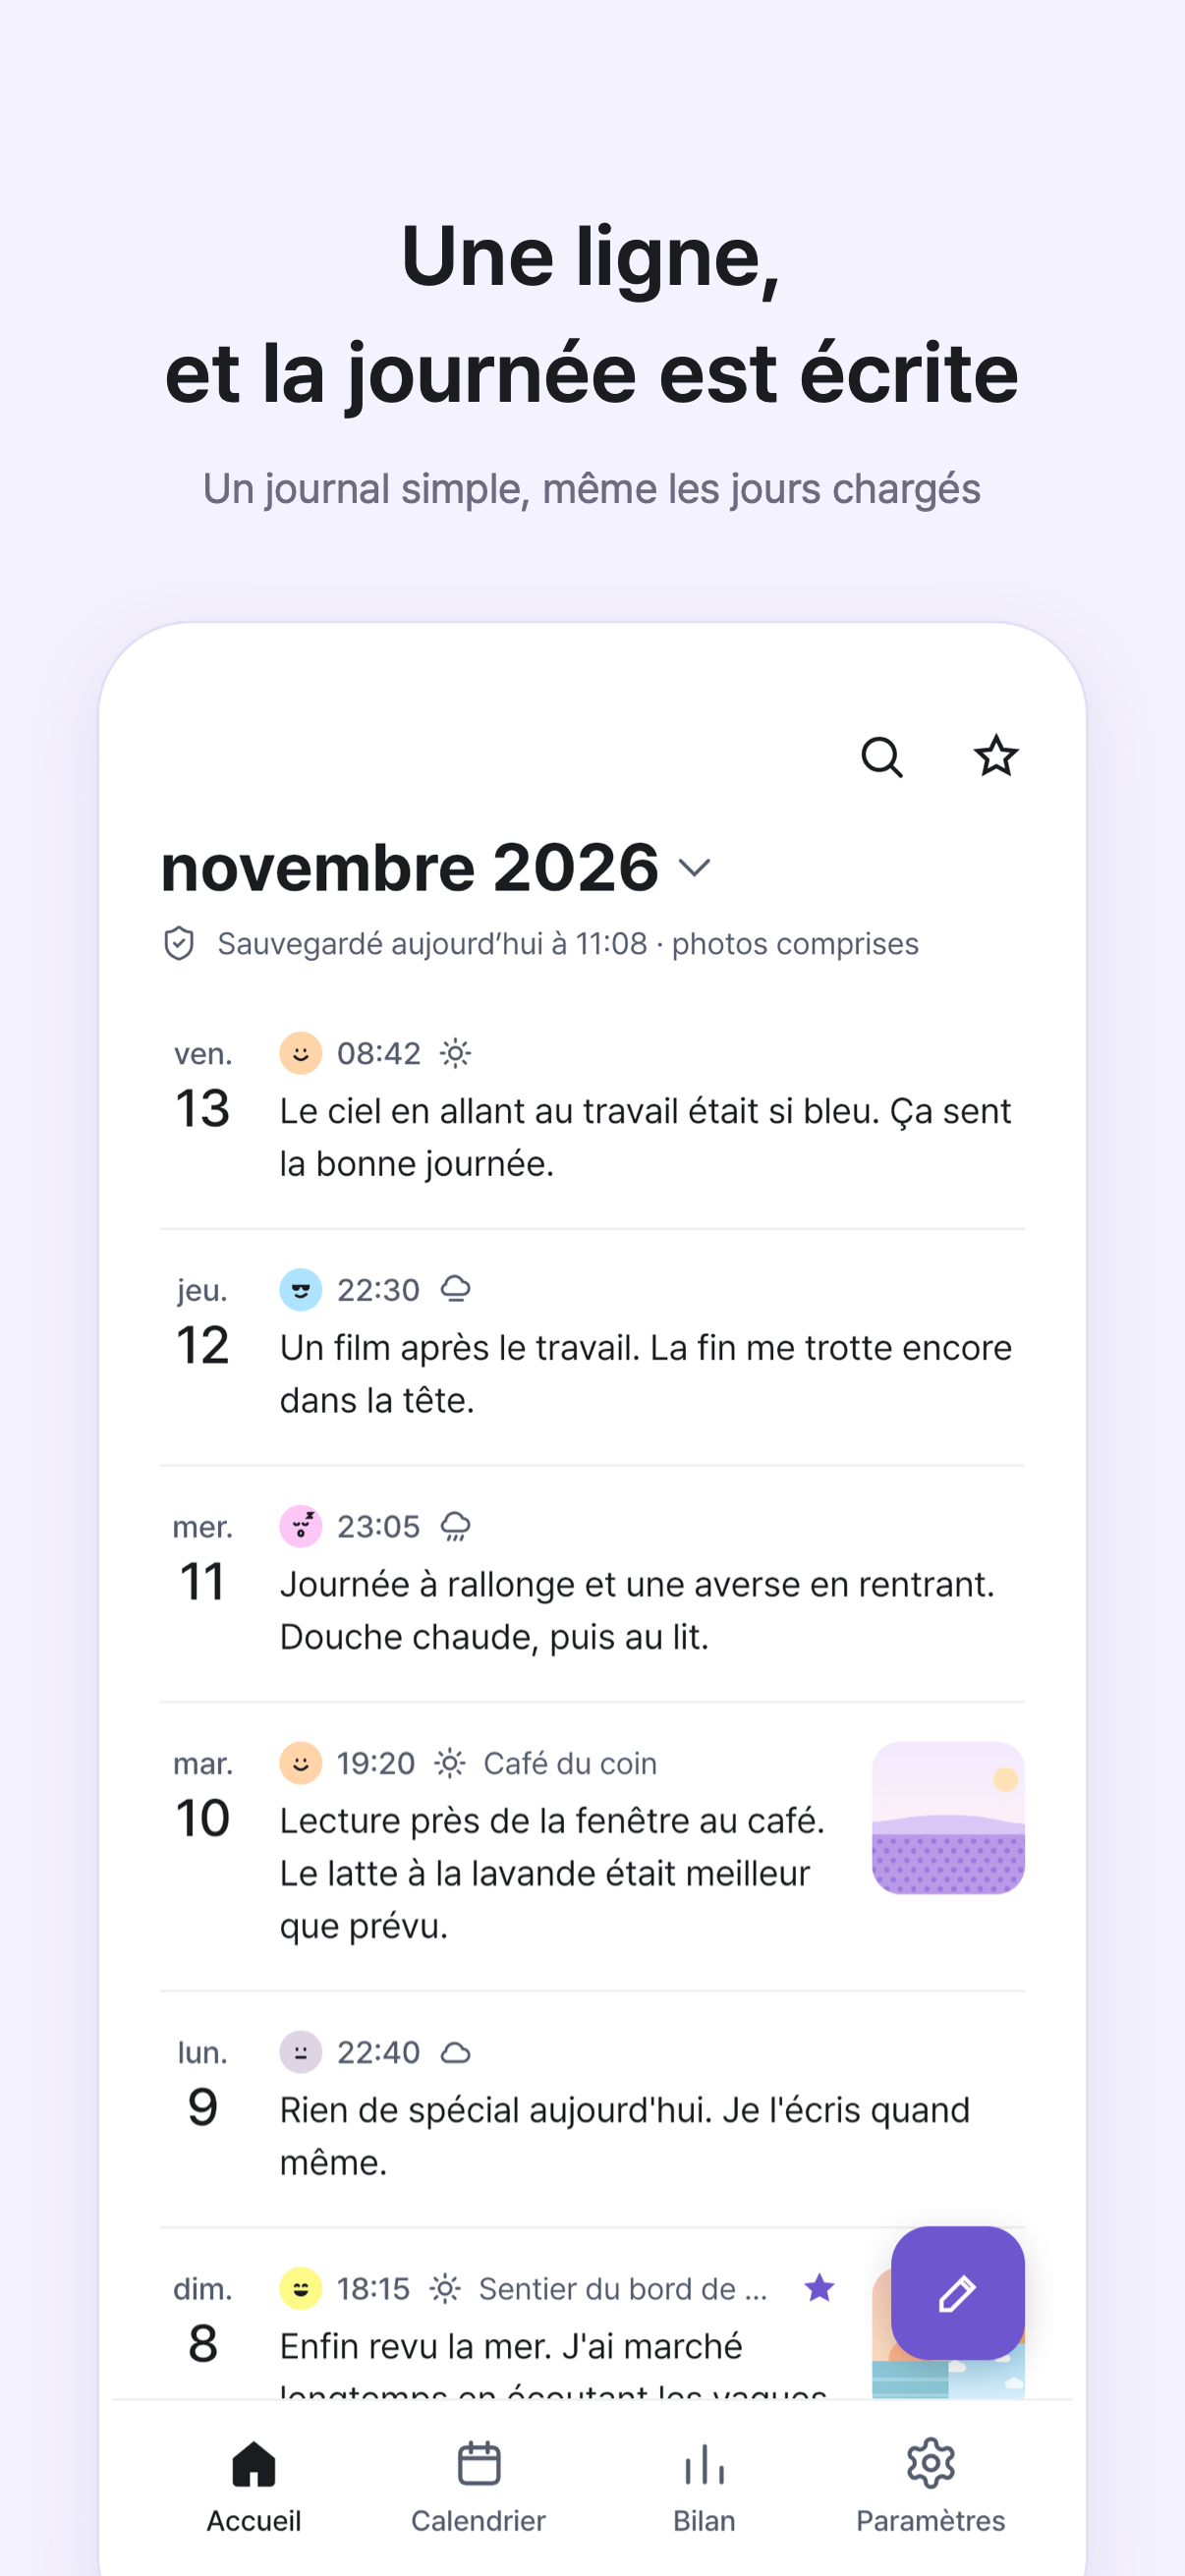 Une ligne,
et la journée est écrite
Un journal simple, même les jours chargés
novembre 2026
Sauvegardé aujourd’hui à 11:08 · photos comprises
ven.
13
08:42
Le ciel en allant au travail était si bleu. Ça sent
la bonne journée.
jeu.
12
22:30
Un film après le travail. La fin me trotte encore
dans la tête.
mer.
11
23:05
Journée à rallonge et une averse en rentrant.
Douche chaude, puis au lit.
mar.
10
19:20 Café du coin
Lecture près de la fenêtre au café.
Le latte à la lavande était meilleur
que prévu.
lun.
9
22:40
Rien de spécial aujourd'hui. Je l'écris quand
même.
dim.
8
18:15 Sentier du bord de ...
Enfin revu la mer. J'ai marché
longtemps en écoutant les vagues
Accueil
Calendrier
Bilan
Paramètres